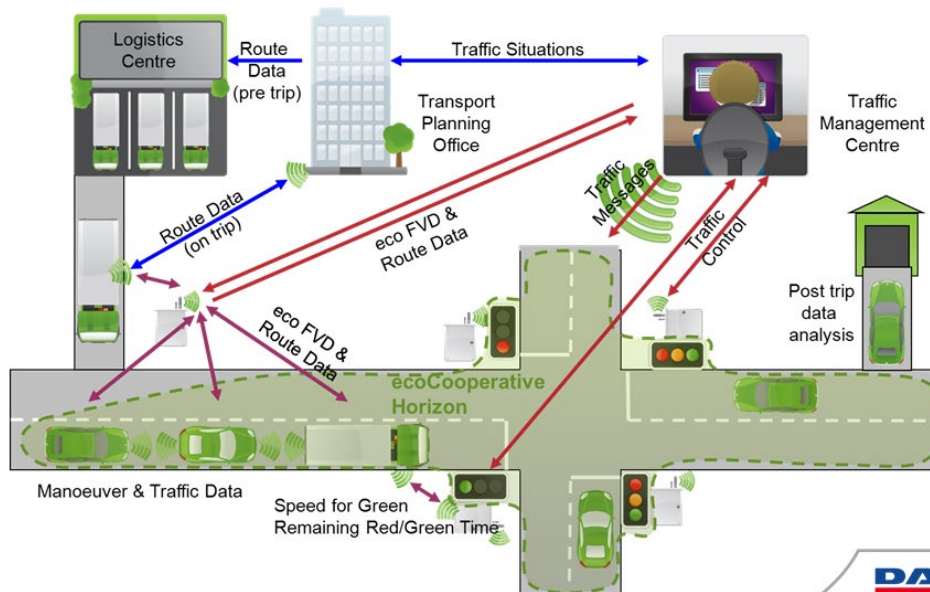 Logistics
Centre
Route
Data
(pre trip)
Traffic Situations
Transport
Planning
Office
Traffic
Management
Centre
Route Data
(on trip)
eco FVD &
Route Data
Traffic
Messages
Traffic
Control
Post trip
data
analysis
eco FVD &
Route Data
ecoCooperative
Horizon
Manoeuver & Traffic Data
Speed for Green
Remaining Red/Green Time
DA